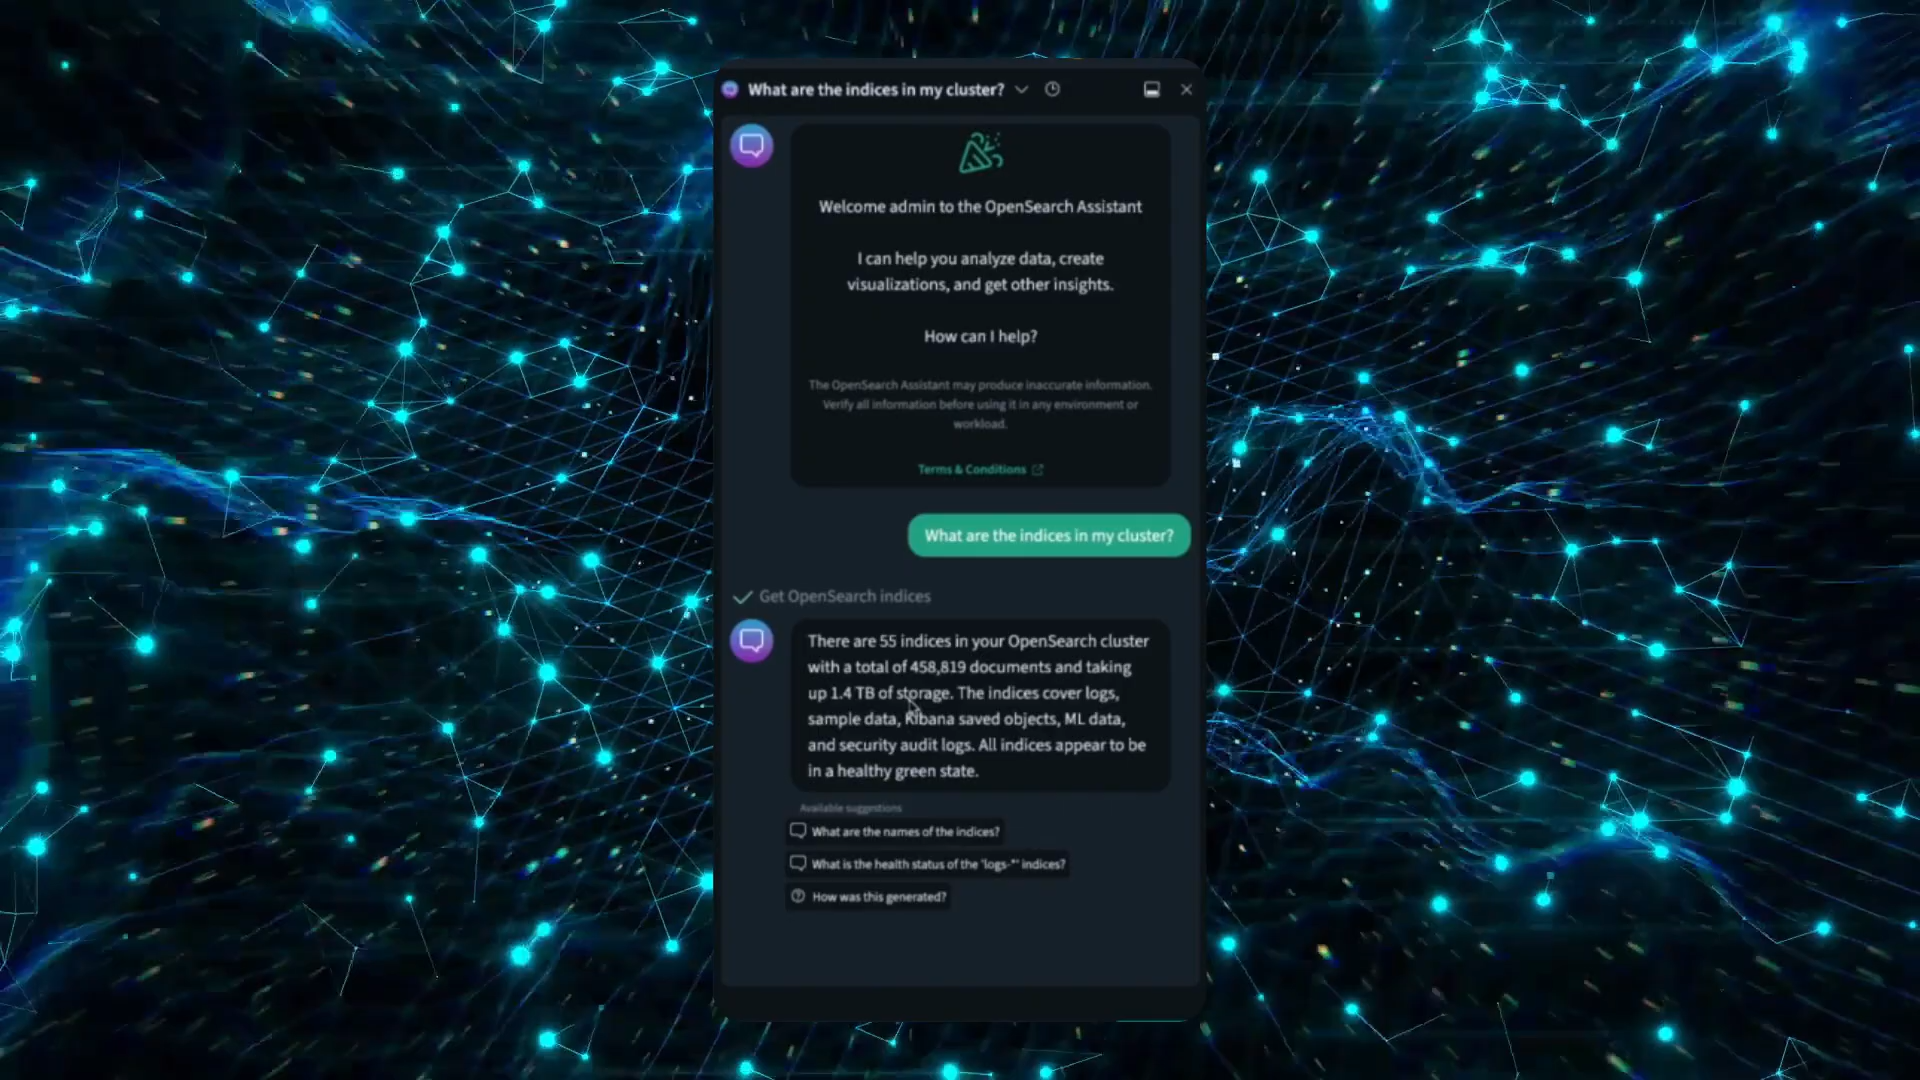 What are the indices in my cluster?
Welcome admin to the OpenSearch Assistant
I can help you analyze data, create
visualizations, and get other insights.
How can I help?
The OpenSearch Assistant may produce inaccurate information.
Verify all information before using it in any environment or
workload.
Terms & Conditions
What are the indices in my cluster?
Get OpenSearch indices
There are 55 indices in your OpenSearch cluster
with a total of 458,819 documents and taking
up 1.4 TB of storage. The indices cover logs,
sample data, Kibana saved objects, ML data,
and security audit logs. All indices appear to be
in a healthy green state.
Available suggestions
What are the names of the indices?
What is the health status of the 'logs-*' indices?
How was this generated?